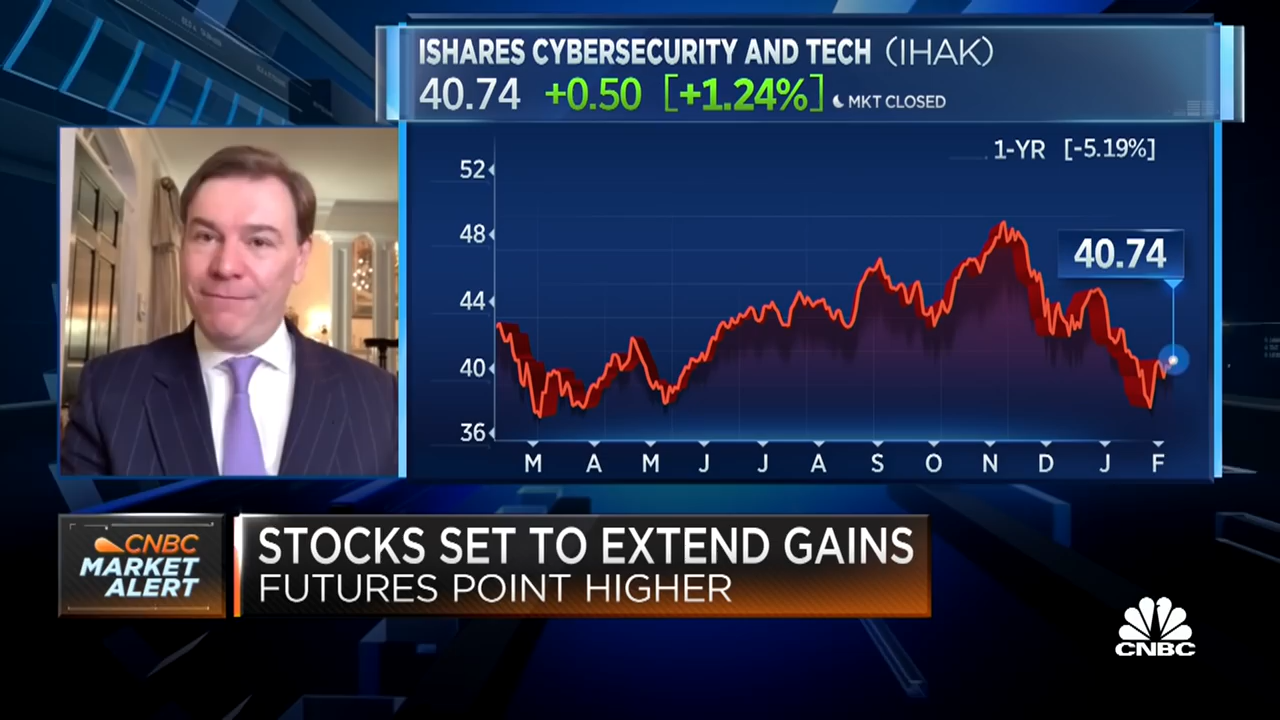 ISHARES CYBERSECURITY AND TECH (IHAK)
40.74 +0.50 [+1.24%] MKT CLOSED
1-YR [-5.19%]
52
48
44
40
36
40.74
M A M J J A S O N D J F
CNBC
MARKET
ALERT
STOCKS SET TO EXTEND GAINS
FUTURES POINT HIGHER
CNBC